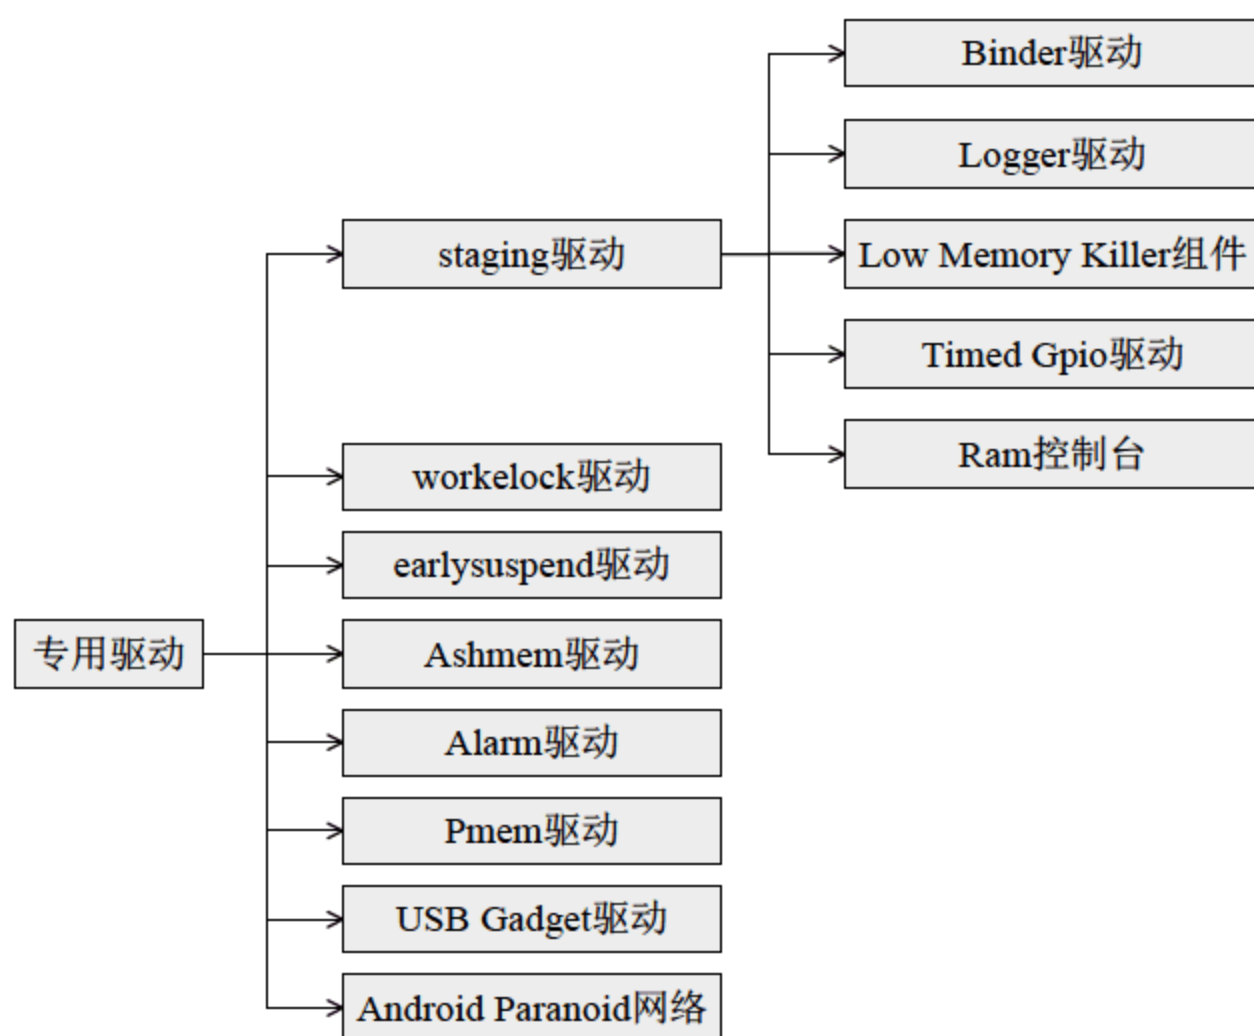 Binder驱动
Logger驱动
staging驱动
Low Memory Killer组件
Timed Gpio驱动
Ram控制台
workelock驱动
earlysuspend驱动
专用驱动
Ashmem驱动
Alarm驱动
Pmem驱动
USB Gadget驱动
Android Paranoid网络